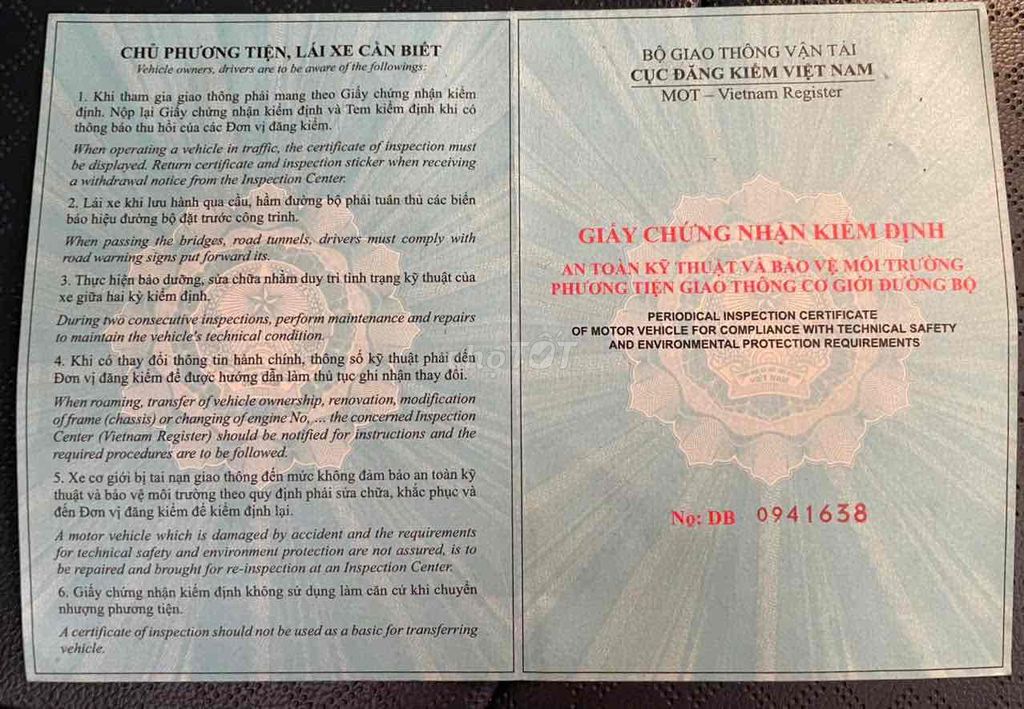 CHỦ PHƯƠNG TIỆN, LÁI XE CẦN BIẾT
Vehicle owners, drivers are to be aware of the followings:
1. Khi tham gia giao thông phải mang theo Giấy chứng nhận kiểm
định. Nộp lại Giấy chứng nhận kiểm định và Tem kiểm định khi có
thông báo thu hồi của các Đơn vị đăng kiểm.
When operating a vehicle in traffic, the certificate of inspection must
be displayed. Return certificate and inspection sticker when receiving
a withdrawal notice from the Inspection Center.
2. Lái xe khi lưu hành qua cầu, hầm đường bộ phải tuân thủ các biển
báo hiệu đường bộ đặt trước công trình.
When passing the bridges, road tunnels, drivers must comply with
road warning signs put forward its.
3. Thực hiện bảo dưỡng, sửa chữa nhằm duy trì tình trạng kỹ thuật của
xe giữa hai kỳ kiểm định.
During two consecutive inspections, perform maintenance and repairs
to maintain the vehicle's technical condition.
4. Khi có thay đổi thông tin hành chính, thông số kỹ thuật phải đến
Đơn vị đăng kiểm để được hướng dẫn làm thủ tục ghi nhận thay đổi.
When roaming, transfer of vehicle ownership, renovation, modification
of frame (chassis) or changing of engine No, ... the concerned Inspection
Center (Vietnam Register) should be notified for instructions and the
required procedures are to be followed.
5. Xe cơ giới bị tai nạn giao thông đến mức không đảm bảo an toàn kỹ
thuật và bảo vệ môi trường theo quy định phải sửa chữa, khắc phục và
đến Đơn vị đăng kiểm để kiểm định lại.
A motor vehicle which is damaged by accident and the requirements
for technical safety and environment protection are not assured, is to
be repaired and brought for re-inspection at an Inspection Center.
6. Giấy chứng nhận kiểm định không sử dụng làm căn cứ khi chuyển
nhượng phương tiện.
A certificate of inspection should not be used as a basic for transferring
vehicle.
BỘ GIAO THÔNG VẬN TẢI
CỤC ĐĂNG KIỂM VIỆT NAM
MOT – Vietnam Register
GIẤY CHỨNG NHẬN KIỂM ĐỊNH
AN TOÀN KỸ THUẬT VÀ BẢO VỆ MÔI TRƯỜNG
PHƯƠNG TIỆN GIAO THÔNG CƠ GIỚI ĐƯỜNG BỘ
PERIODICAL INSPECTION CERTIFICATE
OF MOTOR VEHICLE FOR COMPLIANCE WITH TECHNICAL SAFETY
AND ENVIRONMENTAL PROTECTION REQUIREMENTS
No: DB 0941638